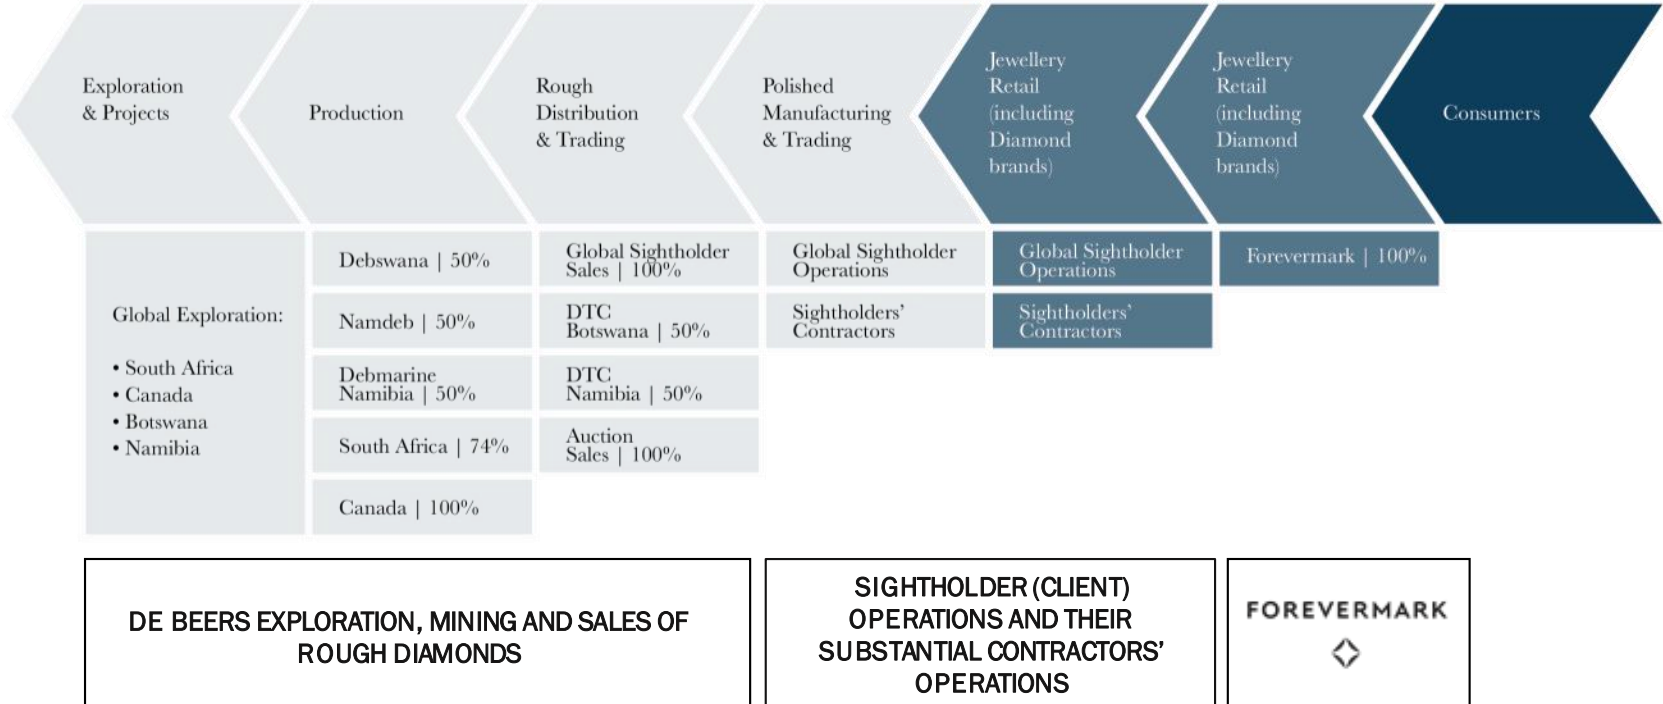 Exploration
& Projects
Production
Rough
Distribution
& Trading
Polished
Manufacturing
& Trading
Jewellery
Retail
(including
Diamond
brands)
Jewellery
Retail
(including
Diamond
brands)
Consumers
Global Exploration:
• South Africa
• Canada
• Botswana
• Namibia
Debswana | 50%
Namdeb | 50%
Debmarine
Namibia | 50%
South Africa | 74%
Canada | 100%
Global Sightholder
Sales | 100%
DTC
Botswana | 50%
DTC
Namibia | 50%
Auction
Sales | 100%
Global Sightholder
Operations
Sightholders’
Contractors
Global Sightholder
Operations
Sightholders’
Contractors
Forevermark | 100%
DE BEERS EXPLORATION, MINING AND SALES OF
ROUGH DIAMONDS
SIGHTHOLDER (CLIENT)
OPERATIONS AND THEIR
SUBSTANTIAL CONTRACTORS’
OPERATIONS
FOREVERMARK